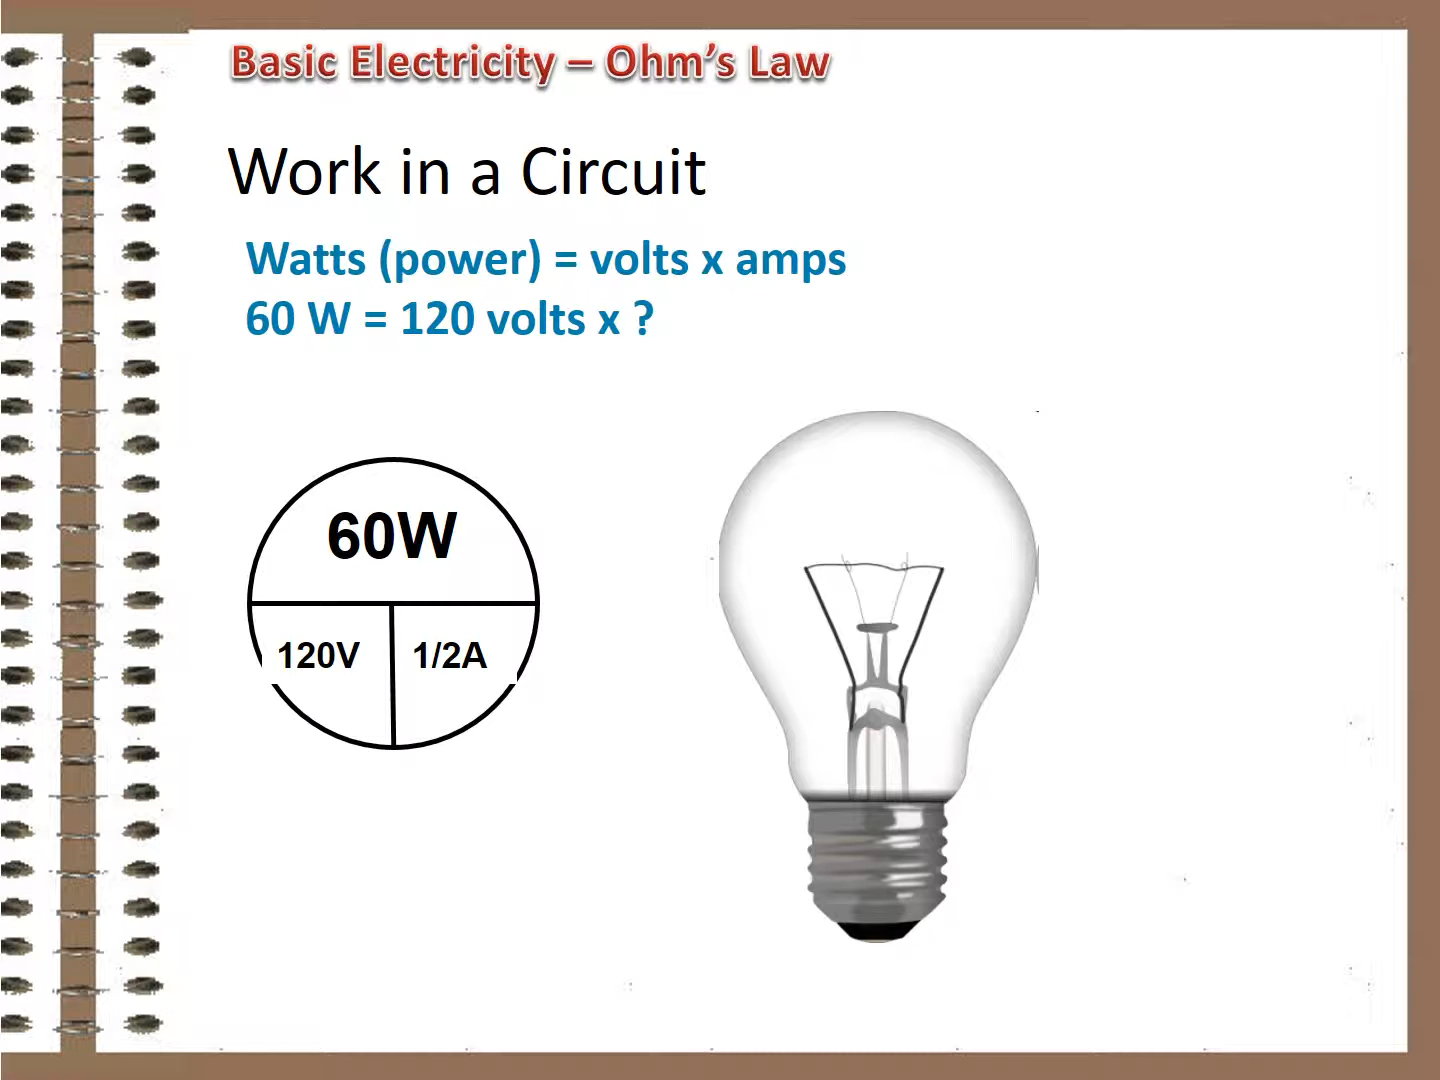 Basic Electricity – Ohm’s Law
Work in a Circuit
Watts (power) = volts x amps
60 W = 120 volts x ?
60W
120V
1/2A